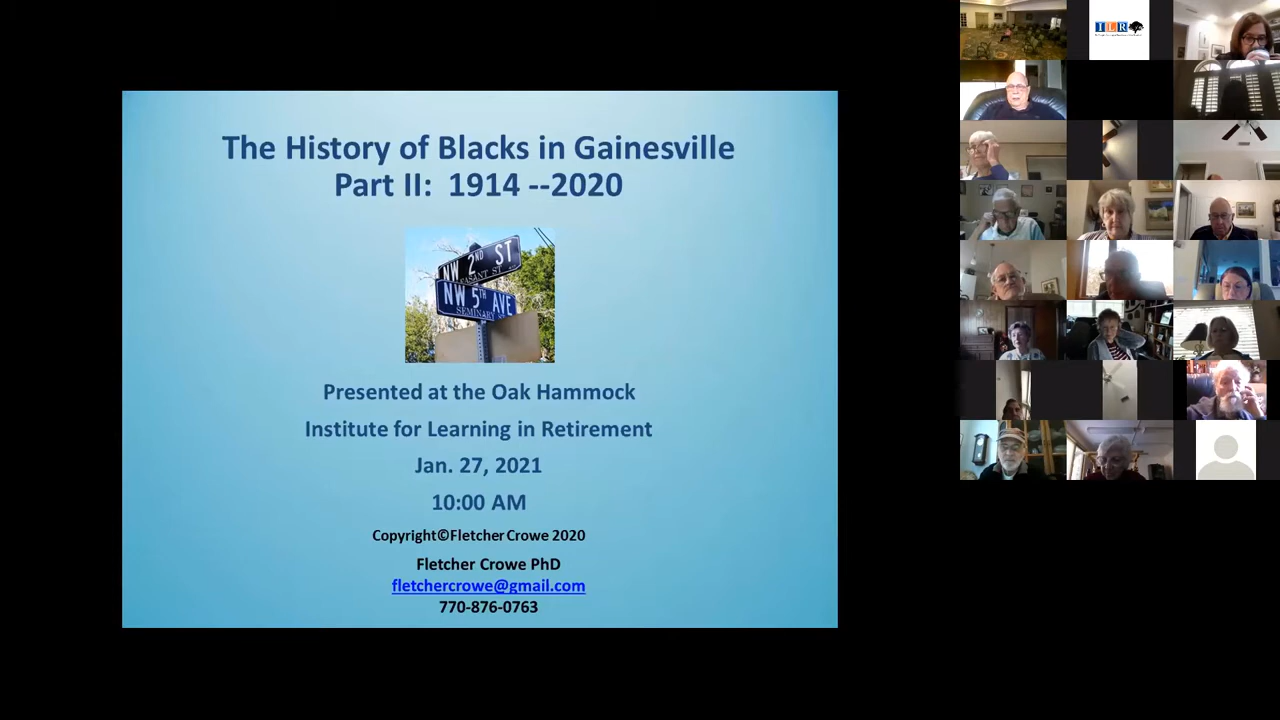 The History of Blacks in Gainesville
Part II: 1914 --2020
NW 2ND ST
NW 5TH AVE
SEMINARY
Presented at the Oak Hammock
Institute for Learning in Retirement
Jan. 27, 2021
10:00 AM
Copyright©Fletcher Crowe 2020
Fletcher Crowe PhD
fletchercrowe@gmail.com
770-876-0763
ILR